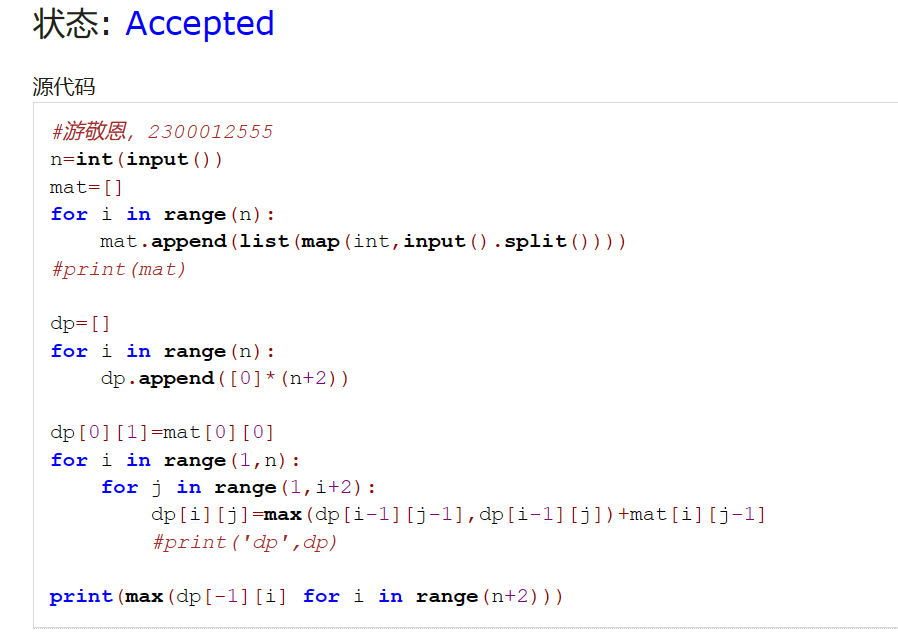 状态: Accepted
源代码
#游敬恩，2300012555
n=int(input())
mat=[]
for i in range(n):
    mat.append(list(map(int,input().split())))
#print(mat)
dp=[]
for i in range(n):
    dp.append([0]*(n+2))
dp[0][1]=mat[0][0]
for i in range(1,n):
    for j in range(1,i+2):
        dp[i][j]=max(dp[i-1][j-1],dp[i-1][j])+mat[i][j-1]
        #print('dp',dp)
print(max(dp[-1][i] for i in range(n+2)))